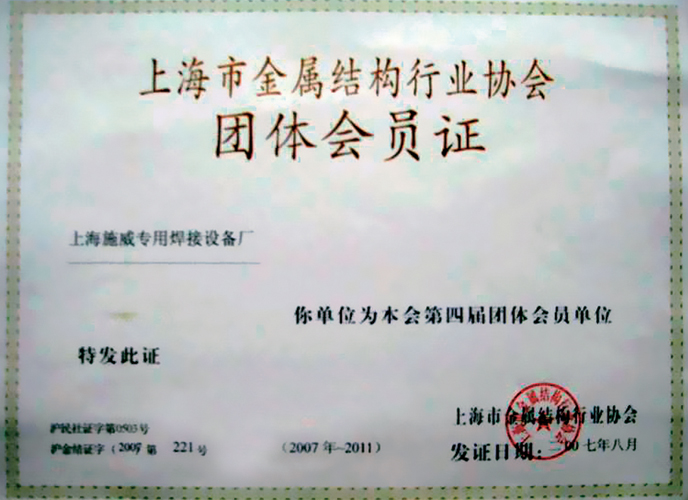 上海市金属结构行业协会
团体会员证
上海施威专用焊接设备厂
你单位为本会第四届团体会员单位
特发此证
沪民社证字第0503号
上海市金属结构行业协会
沪金结证字（2007 第 221 号
（2007 年-2011）
发证日期：二00七年八月